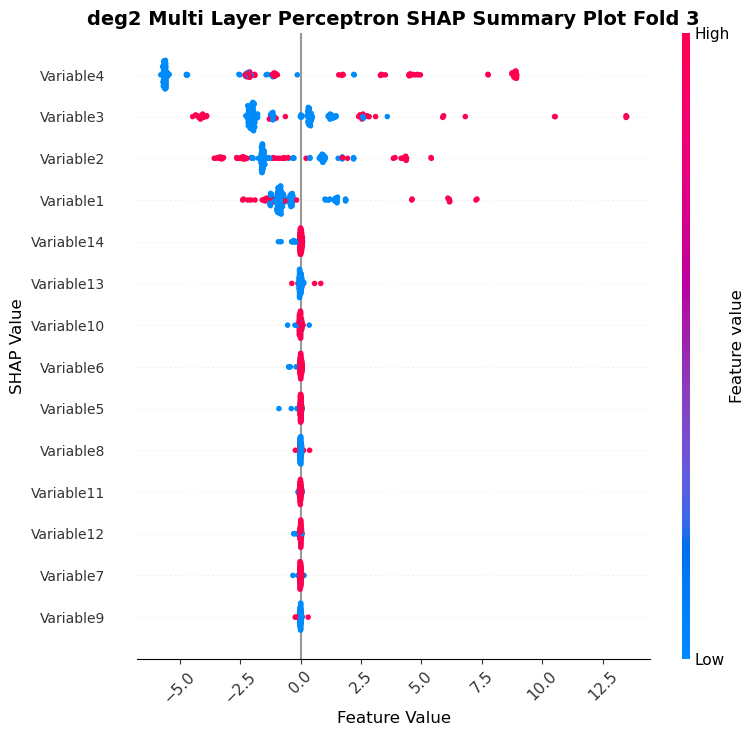 deg2 Multi Layer Perceptron SHAP Summary Plot Fold 3
High
Variable4
Variable3
Variable2
Variable1
Variable14
Variable13
Variable10
Variable6
Variable5
Variable8
Variable11
Variable12
Variable7
Variable9
SHAP Value
Feature value
Low
−5.0
−2.5
0.0
2.5
5.0
7.5
10.0
12.5
Feature Value